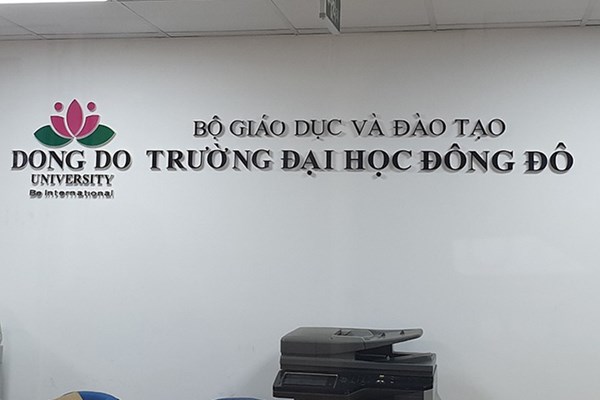 BỘ GIÁO DỤC VÀ ĐÀO TẠO
TRƯỜNG ĐẠI HỌC ĐÔNG ĐÔ
DONG DO
UNIVERSITY
Be International